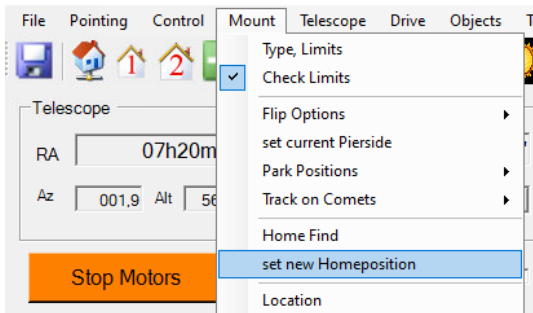 File Pointing Control Mount Telescope Drive Objects
1 2
Type, Limits
Check Limits
Telescope
Flip Options
RA 07h20m
set current Pierside
Park Positions
Az 001,9 Alt 56
Track on Comets
Home Find
set new Homeposition
Stop Motors
Location